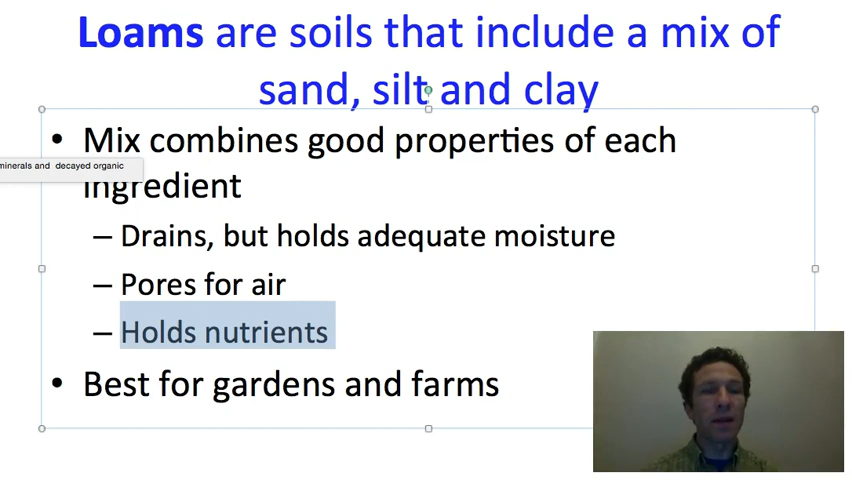 Loams are soils that include a mix of
sand, silt and clay
• Mix combines good properties of each
minerals and decayed organic
ingredient
– Drains, but holds adequate moisture
– Pores for air
– Holds nutrients
• Best for gardens and farms